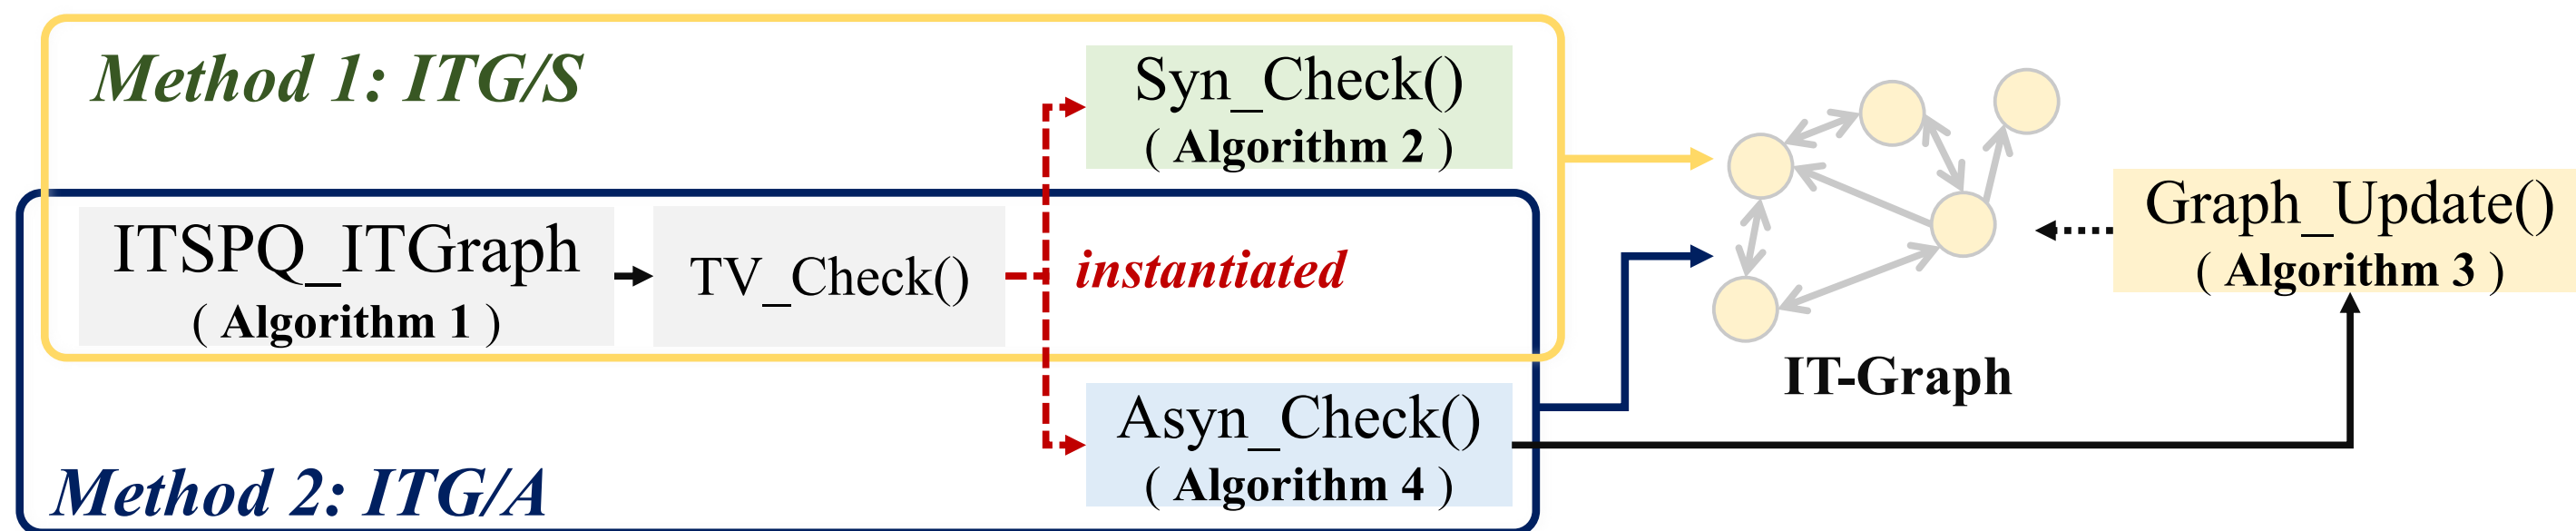 Method 1: ITG/S
Syn_Check()
( Algorithm 2 )
ITSPQ_ITGraph
( Algorithm 1 )
TV_Check()
instantiated
Asyn_Check()
( Algorithm 4 )
Method 2: ITG/A
IT-Graph
Graph_Update()
( Algorithm 3 )